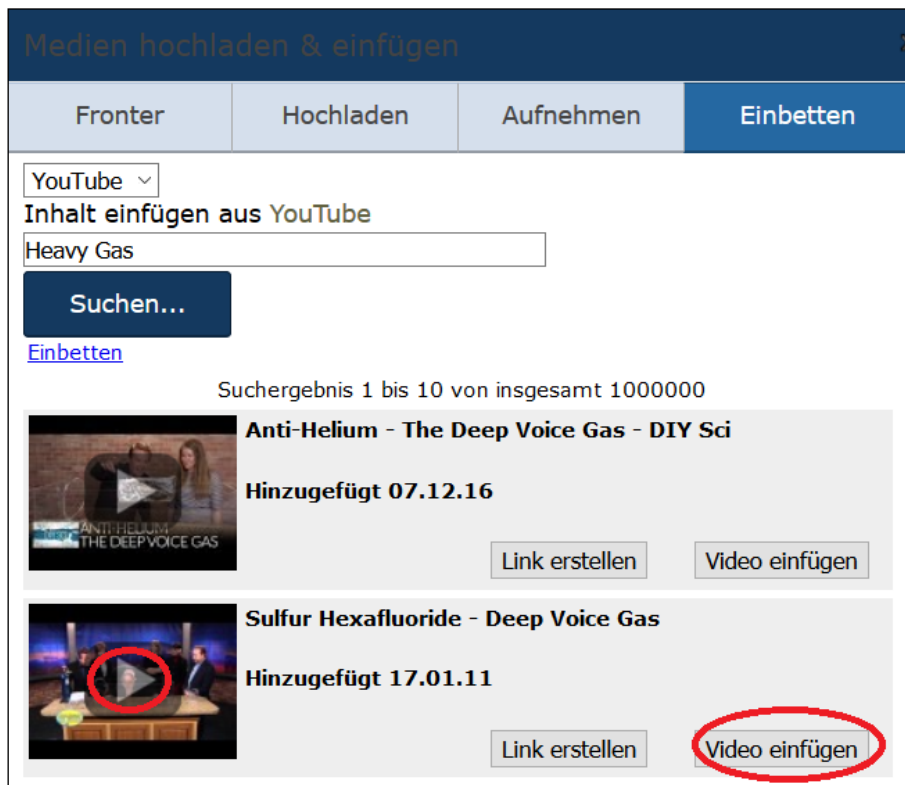 Medien hochladen & einfügen
Fronter Hochladen Aufnehmen Einbetten
YouTube
Inhalt einfügen aus YouTube
Heavy Gas
Suchen...
Einbetten
Suchergebnis 1 bis 10 von insgesamt 1000000
Anti-Helium - The Deep Voice Gas - DIY Sci
Hinzugefügt 07.12.16
ANTI-HELIUM
THE DEEP VOICE GAS
Link erstellen Video einfügen
Sulfur Hexafluoride - Deep Voice Gas
Hinzugefügt 17.01.11
Link erstellen Video einfügen